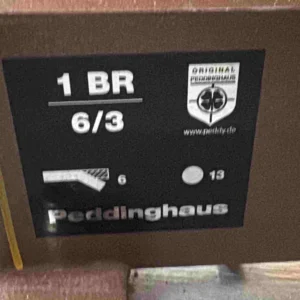 1 BR
6/3
ORIGINAL
PEDDINGHAUS
www.peddy.de
6
13
Peddinghaus